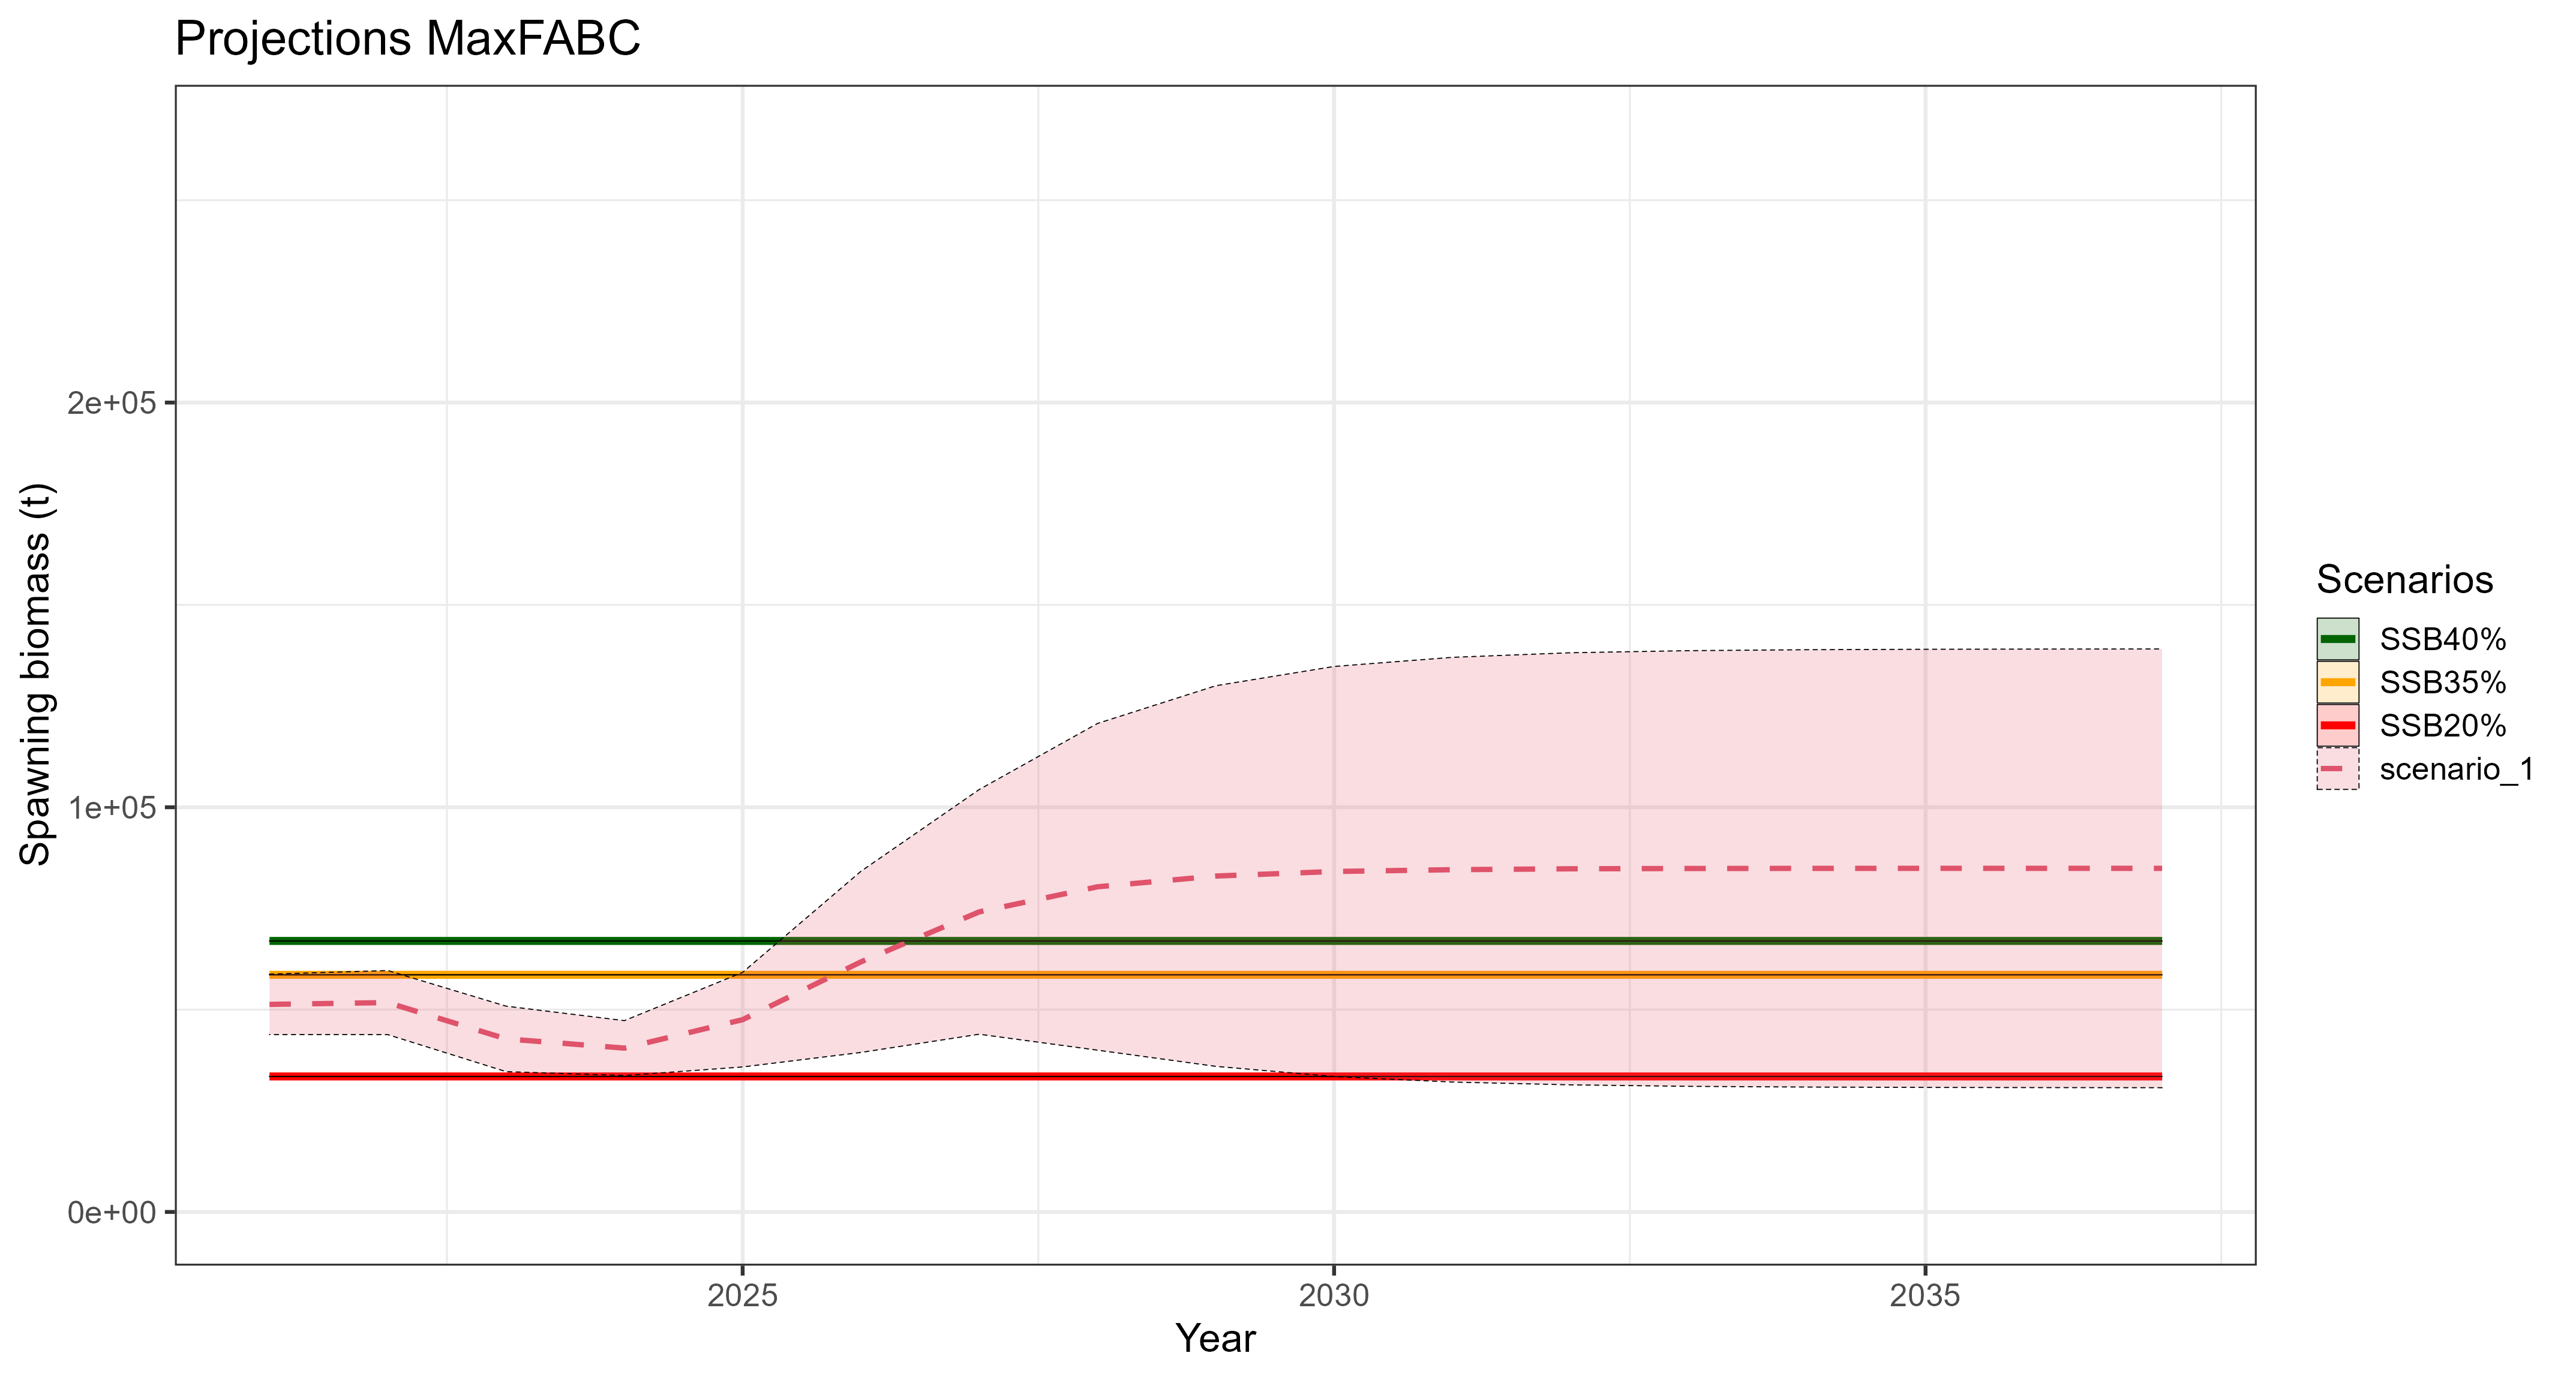 Projections MaxFABC
Spawning biomass (t)
2e+05
1e+05
0e+00
2025
2030
2035
Year
Scenarios
SSB40%
SSB35%
SSB20%
scenario_1